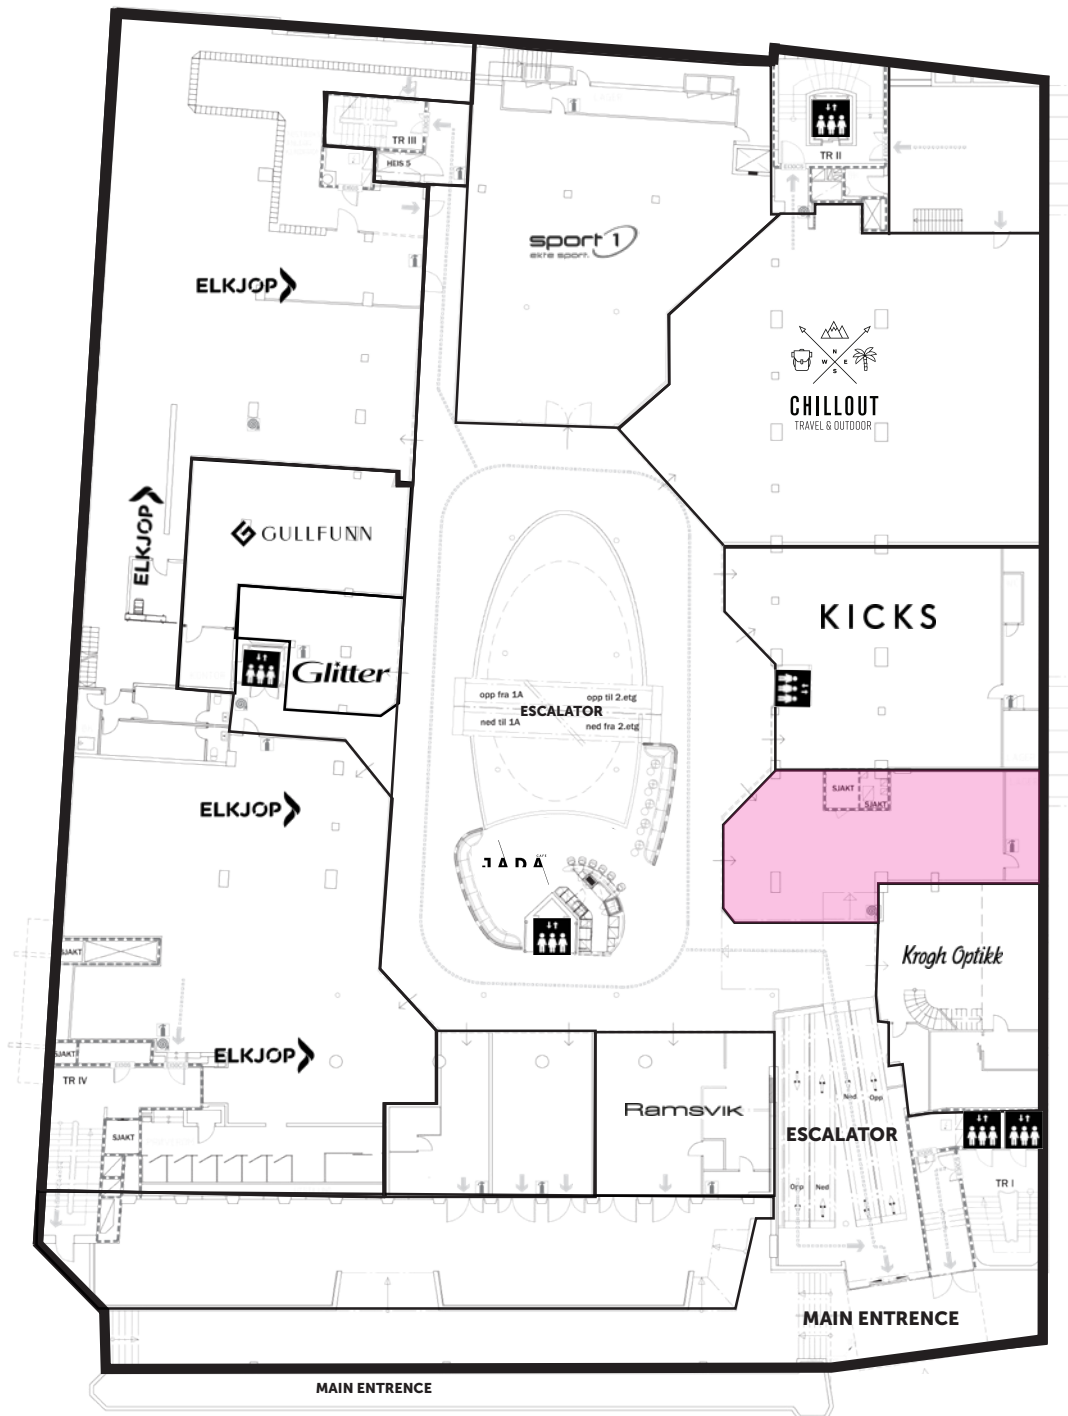 TR III
HEIS 5
TR II
sport 1
ekte sport.
ELKJOP
N
W E
S
CHILLOUT
TRAVEL & OUTDOOR
ELKJOP
GULLFUNN
KICKS
Glitter
opp fra 1A
opp til 2.etg
ESCALATOR
ned til 1A
ned fra 2.etg
SJAKT
SJAKT
ELKJOP
JADA
CAFE
Krogh Optikk
SJAKT
SJAKT
ELKJOP
TR IV
Ned
Opp
Ramsvik
SJAKT
ESCALATOR
Opp
Ned
TR I
MAIN ENTRENCE
MAIN ENTRENCE